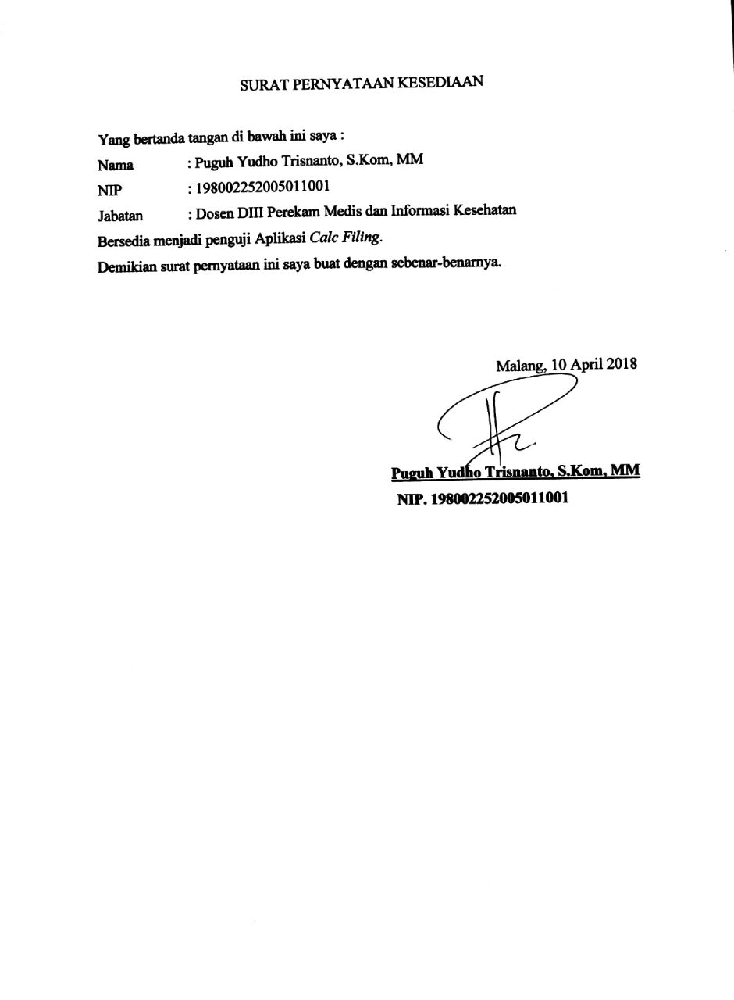 SURAT PERNYATAAN KESEDIAAN
Yang bertanda tangan di bawah ini saya :
Nama : Puguh Yudho Trisnanto, S.Kom, MM
NIP : 198002252005011001
Jabatan : Dosen DIII Perekam Medis dan Informasi Kesehatan
Bersedia menjadi penguji Aplikasi Calc Filing.
Demikian surat pernyataan ini saya buat dengan sebenar-benarnya.
Malang, 10 April 2018
Puguh Yudho Trisnanto, S.Kom, MM
NIP. 198002252005011001